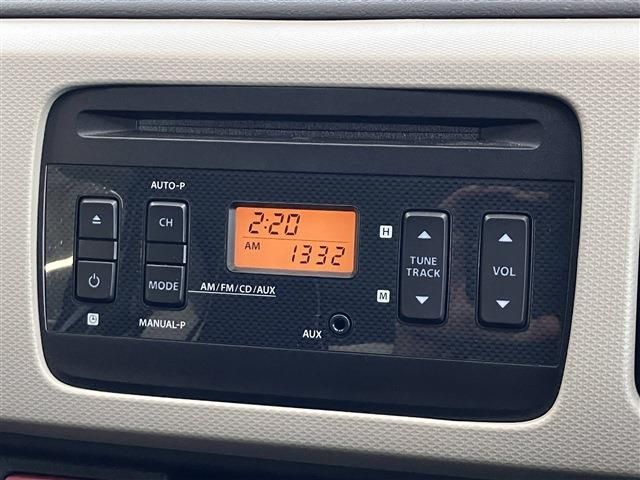 AUTO-P
CH
MODE
AM/FM/CD/AUX
MANUAL-P
2:20
AM 1332
H
M
AUX
TUNE
TRACK
VOL